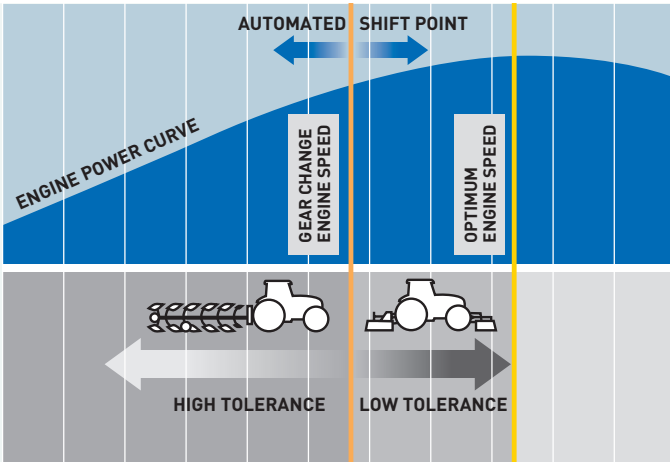 AUTOMATED SHIFT POINT
ENGINE POWER CURVE
GEAR CHANGE
ENGINE SPEED
OPTIMUM
ENGINE SPEED
HIGH TOLERANCE
LOW TOLERANCE